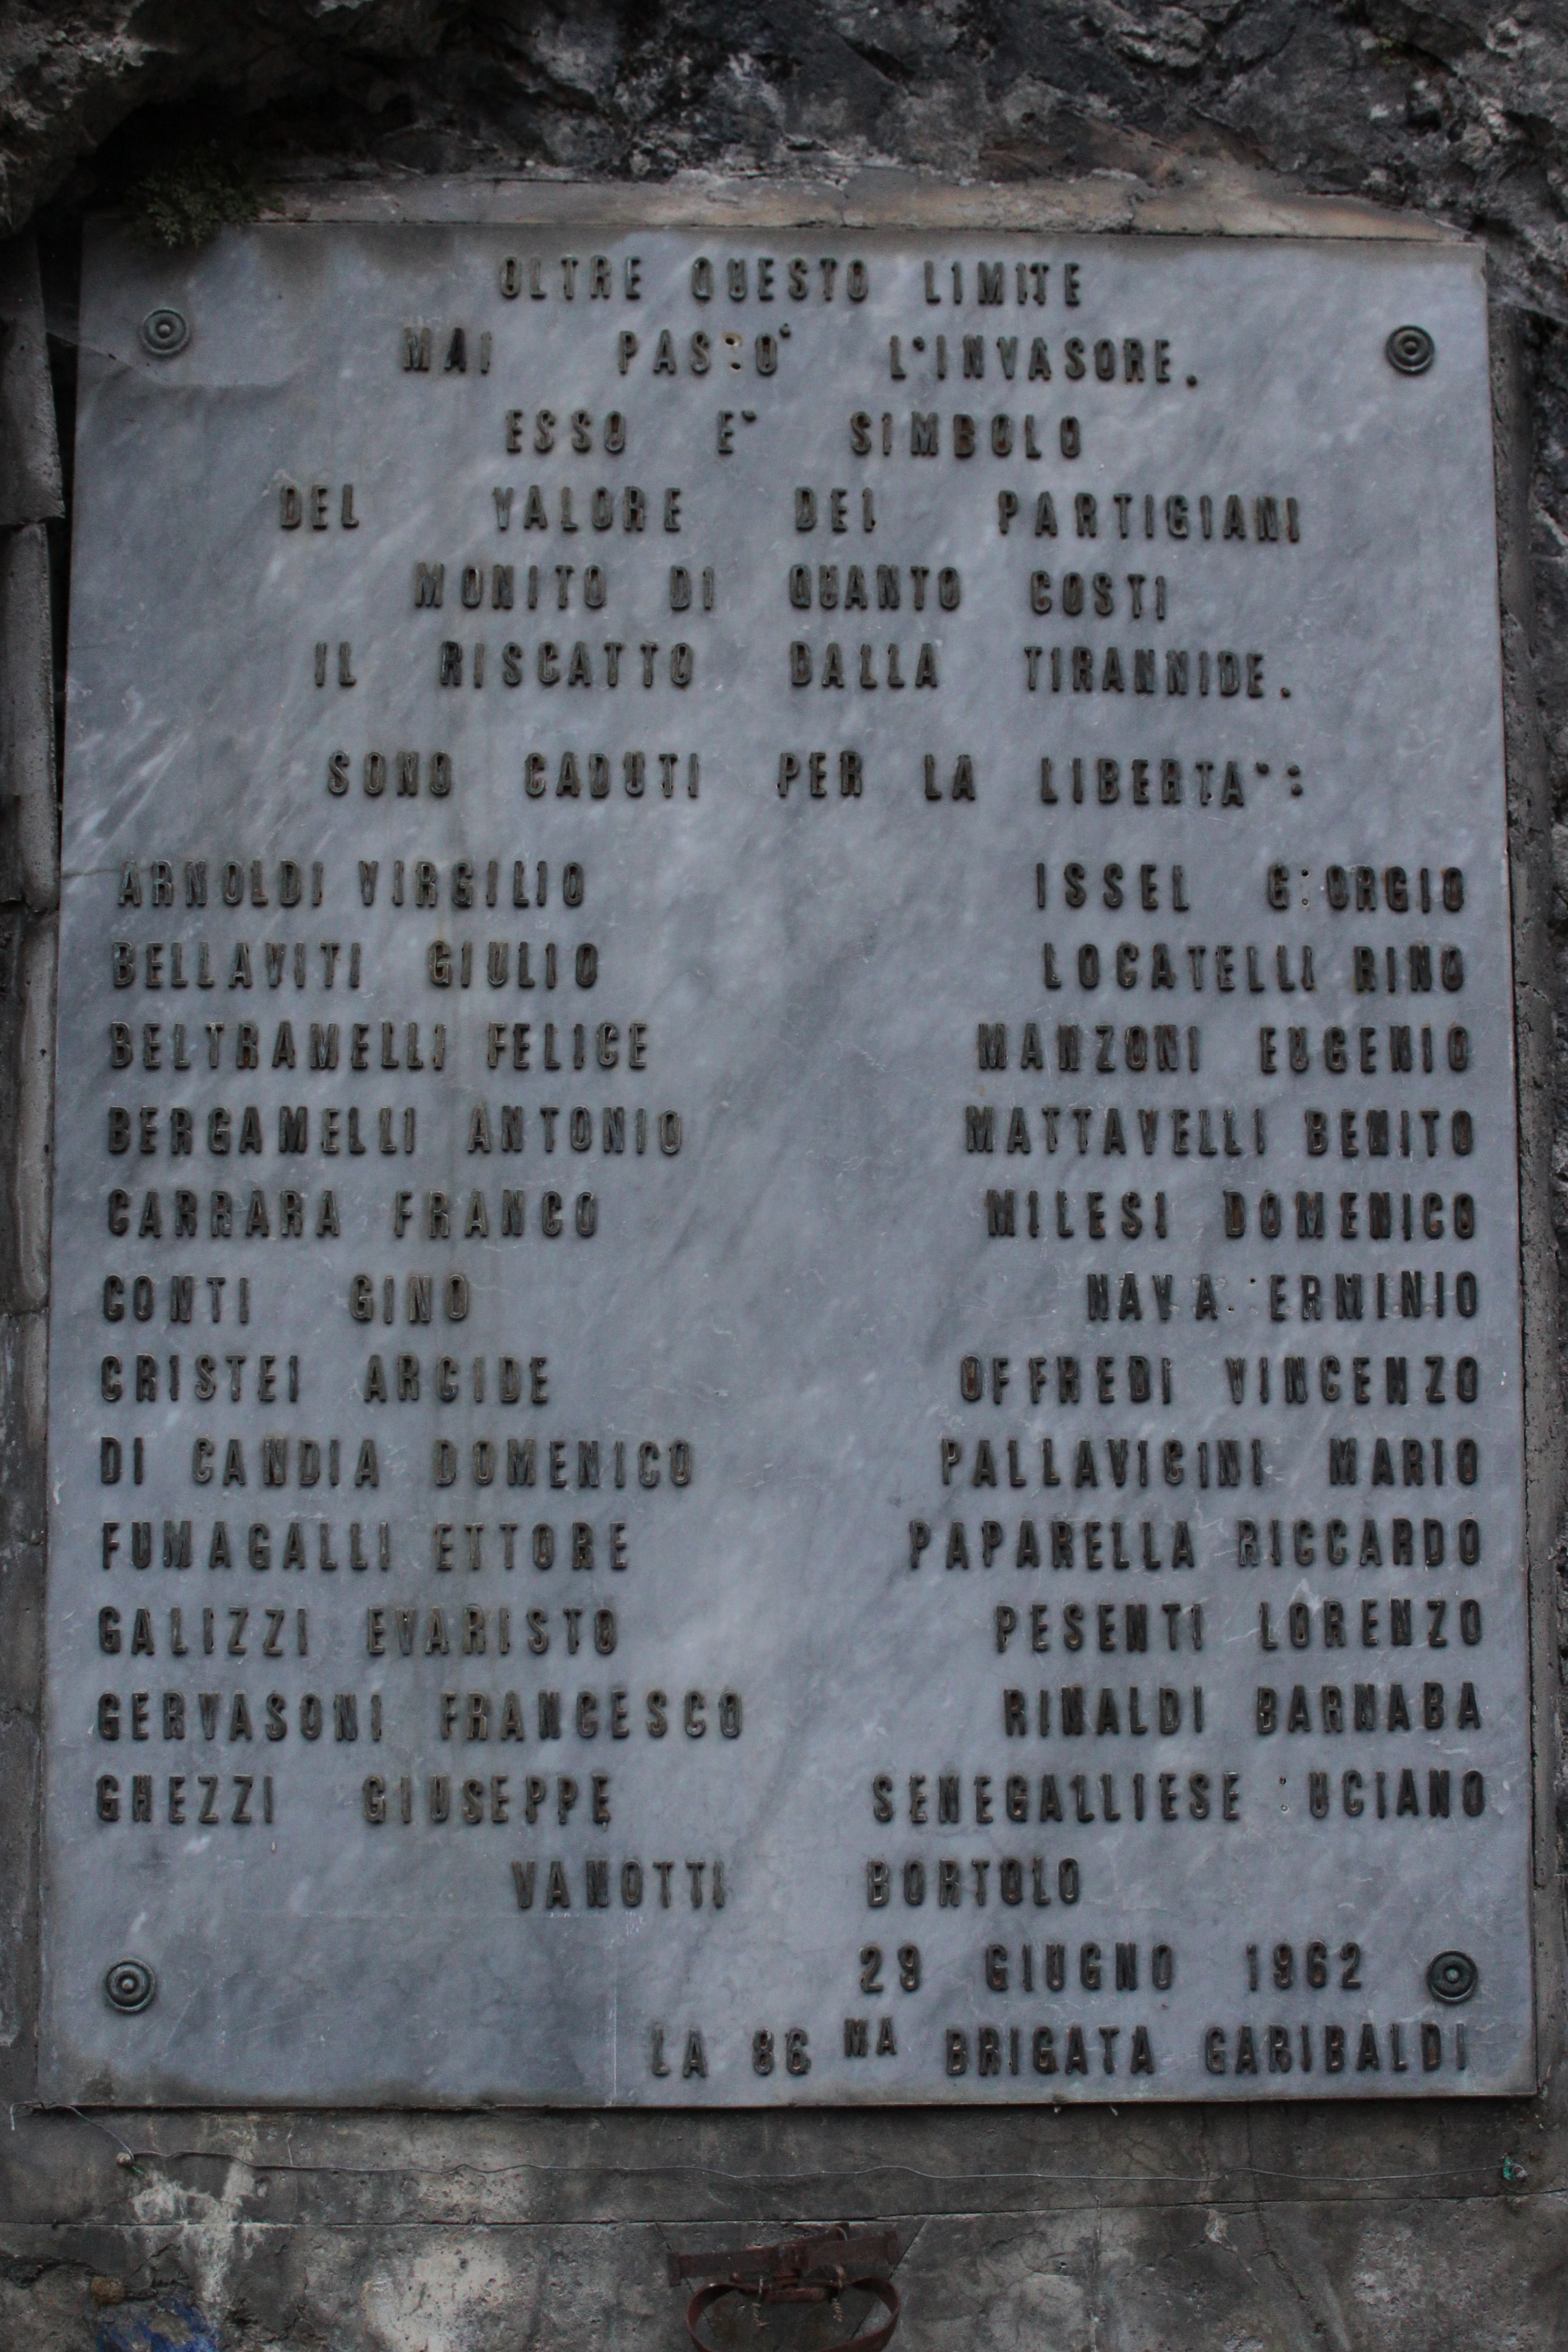 OLTRE QUESTO LIMITE
MAI PAS O' L'INVASORE.
ESSO E' SIMBOLO
DEL VALORE DEI PARTIGIANI
MONITO DI QUANTO COSTI
IL RISCATTO DALLA TIRANNIDE.
SONO CADUTI PER LA LIBERTA':
ARNOLDI VIRGILIO
BELLAVITI GIULIO
BELTRAMELLI FELICE
BERGAMELLI ANTONIO
CARRARA FRANCO
CONTI GINO
CRISTEI ARCIDE
DI CANDIA DOMENICO
FUMAGALLI ETTORE
GALIZZI EVARISTO
GERVASONI FRANCESCO
GHEZZI GIUSEPPE
ISSEL G ORGIO
LOCATELLI RINO
MANZONI EUGENIO
MATTAVELLI BENITO
MILESI DOMENICO
NAVA ERMINIO
OFFREDI VINCENZO
PALLAVICINI MARIO
PAPARELLA RICCARDO
PESENTI LORENZO
RINALDI BARNABA
SENEGALLIESE UCIANO
VANOTTI BORTOLO
29 GIUGNO 1962
LA 86 MA BRIGATA GARIBALDI